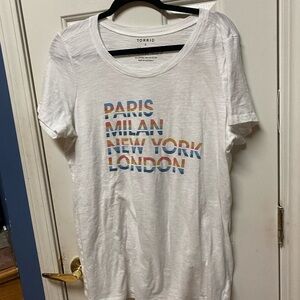 TORRID
PARIS
MILAN
NEW YORK
LONDON